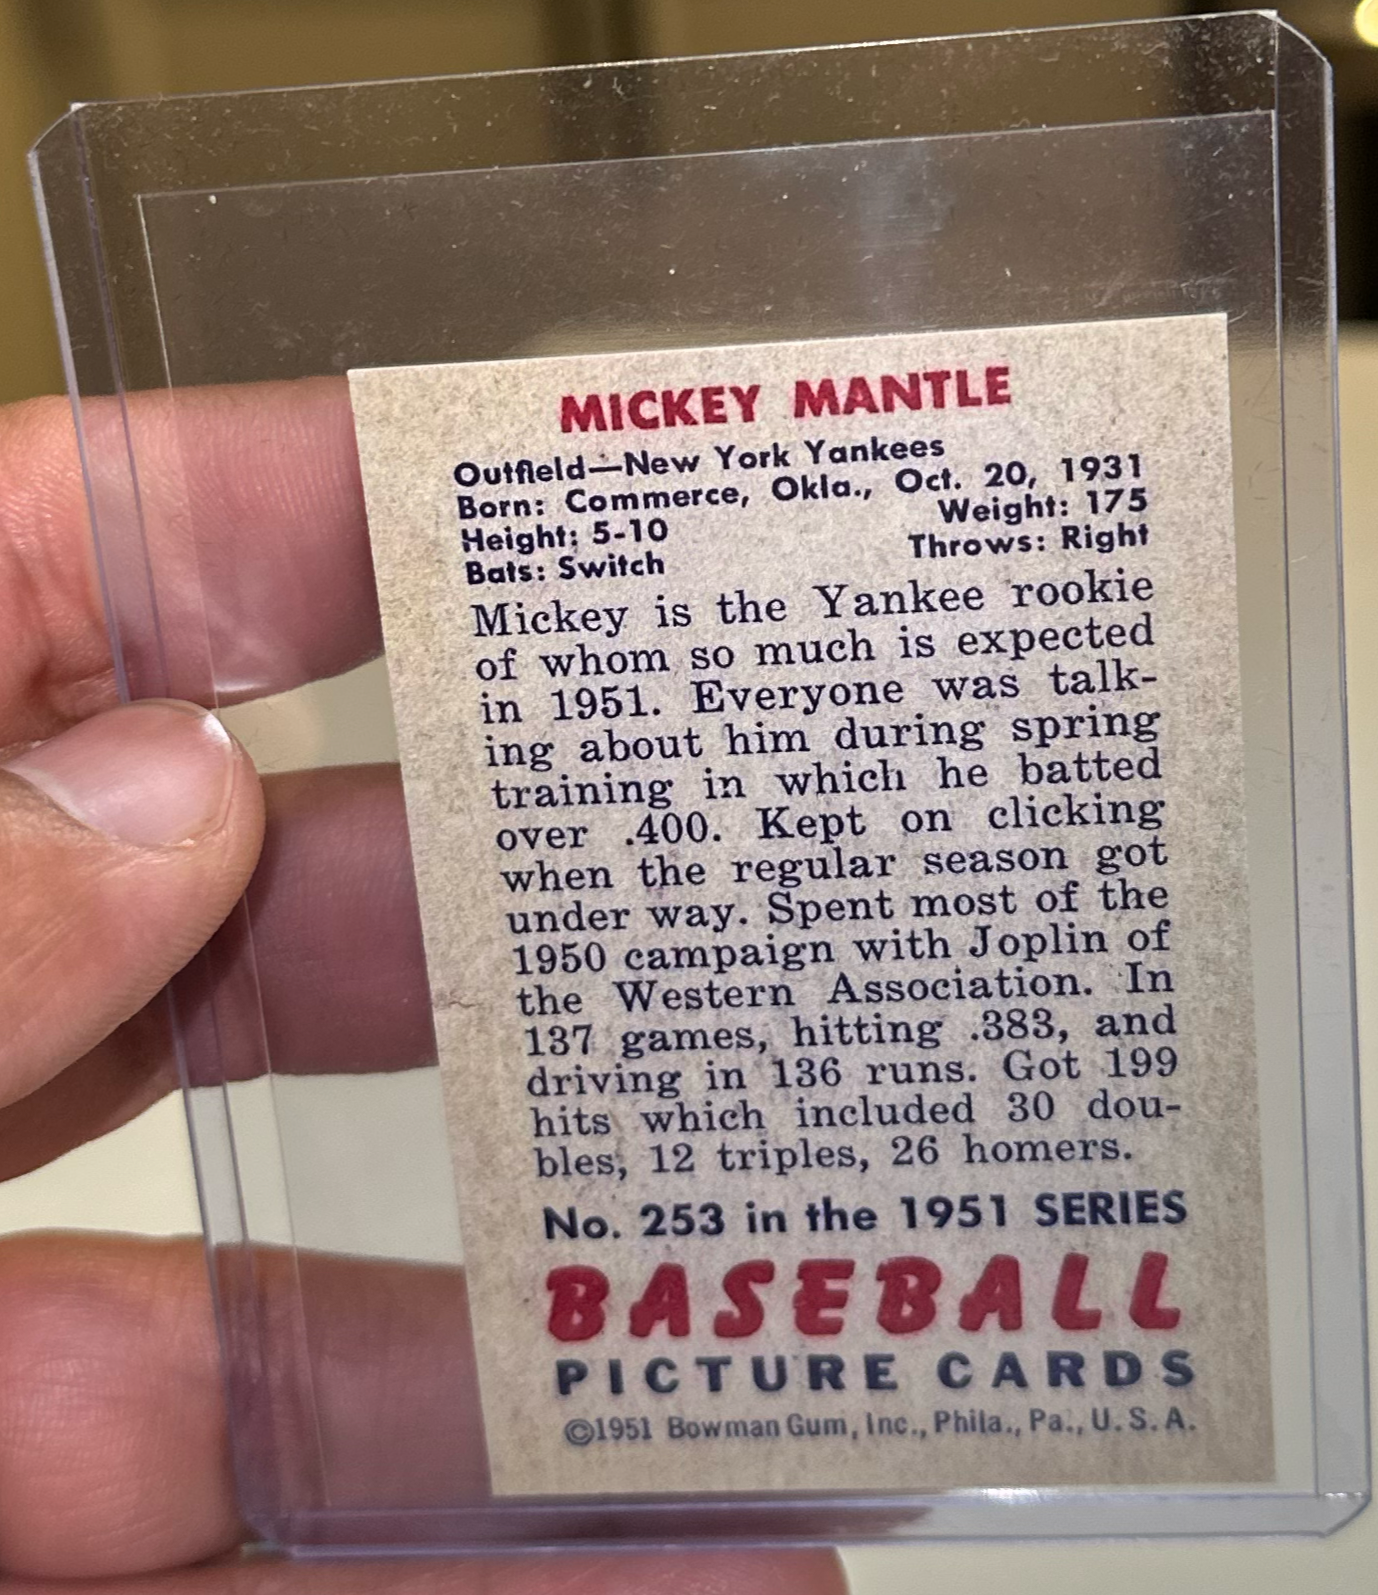 MICKEY MANTLE
Outfield—New York Yankees
Born: Commerce, Okla., Oct. 20, 1931
Height: 5-10 Weight: 175
Bats: Switch Throws: Right
Mickey is the Yankee rookie
of whom so much is expected
in 1951. Everyone was talk-
ing about him during spring
training in which he batted
over .400. Kept on clicking
when the regular season got
under way. Spent most of the
1950 campaign with Joplin of
the Western Association. In
137 games, hitting .383, and
driving in 136 runs. Got 199
hits which included 30 dou-
bles, 12 triples, 26 homers.
No. 253 in the 1951 SERIES
BASEBALL
PICTURE CARDS
©1951 Bowman Gum, Inc., Phila., Pa., U.S.A.